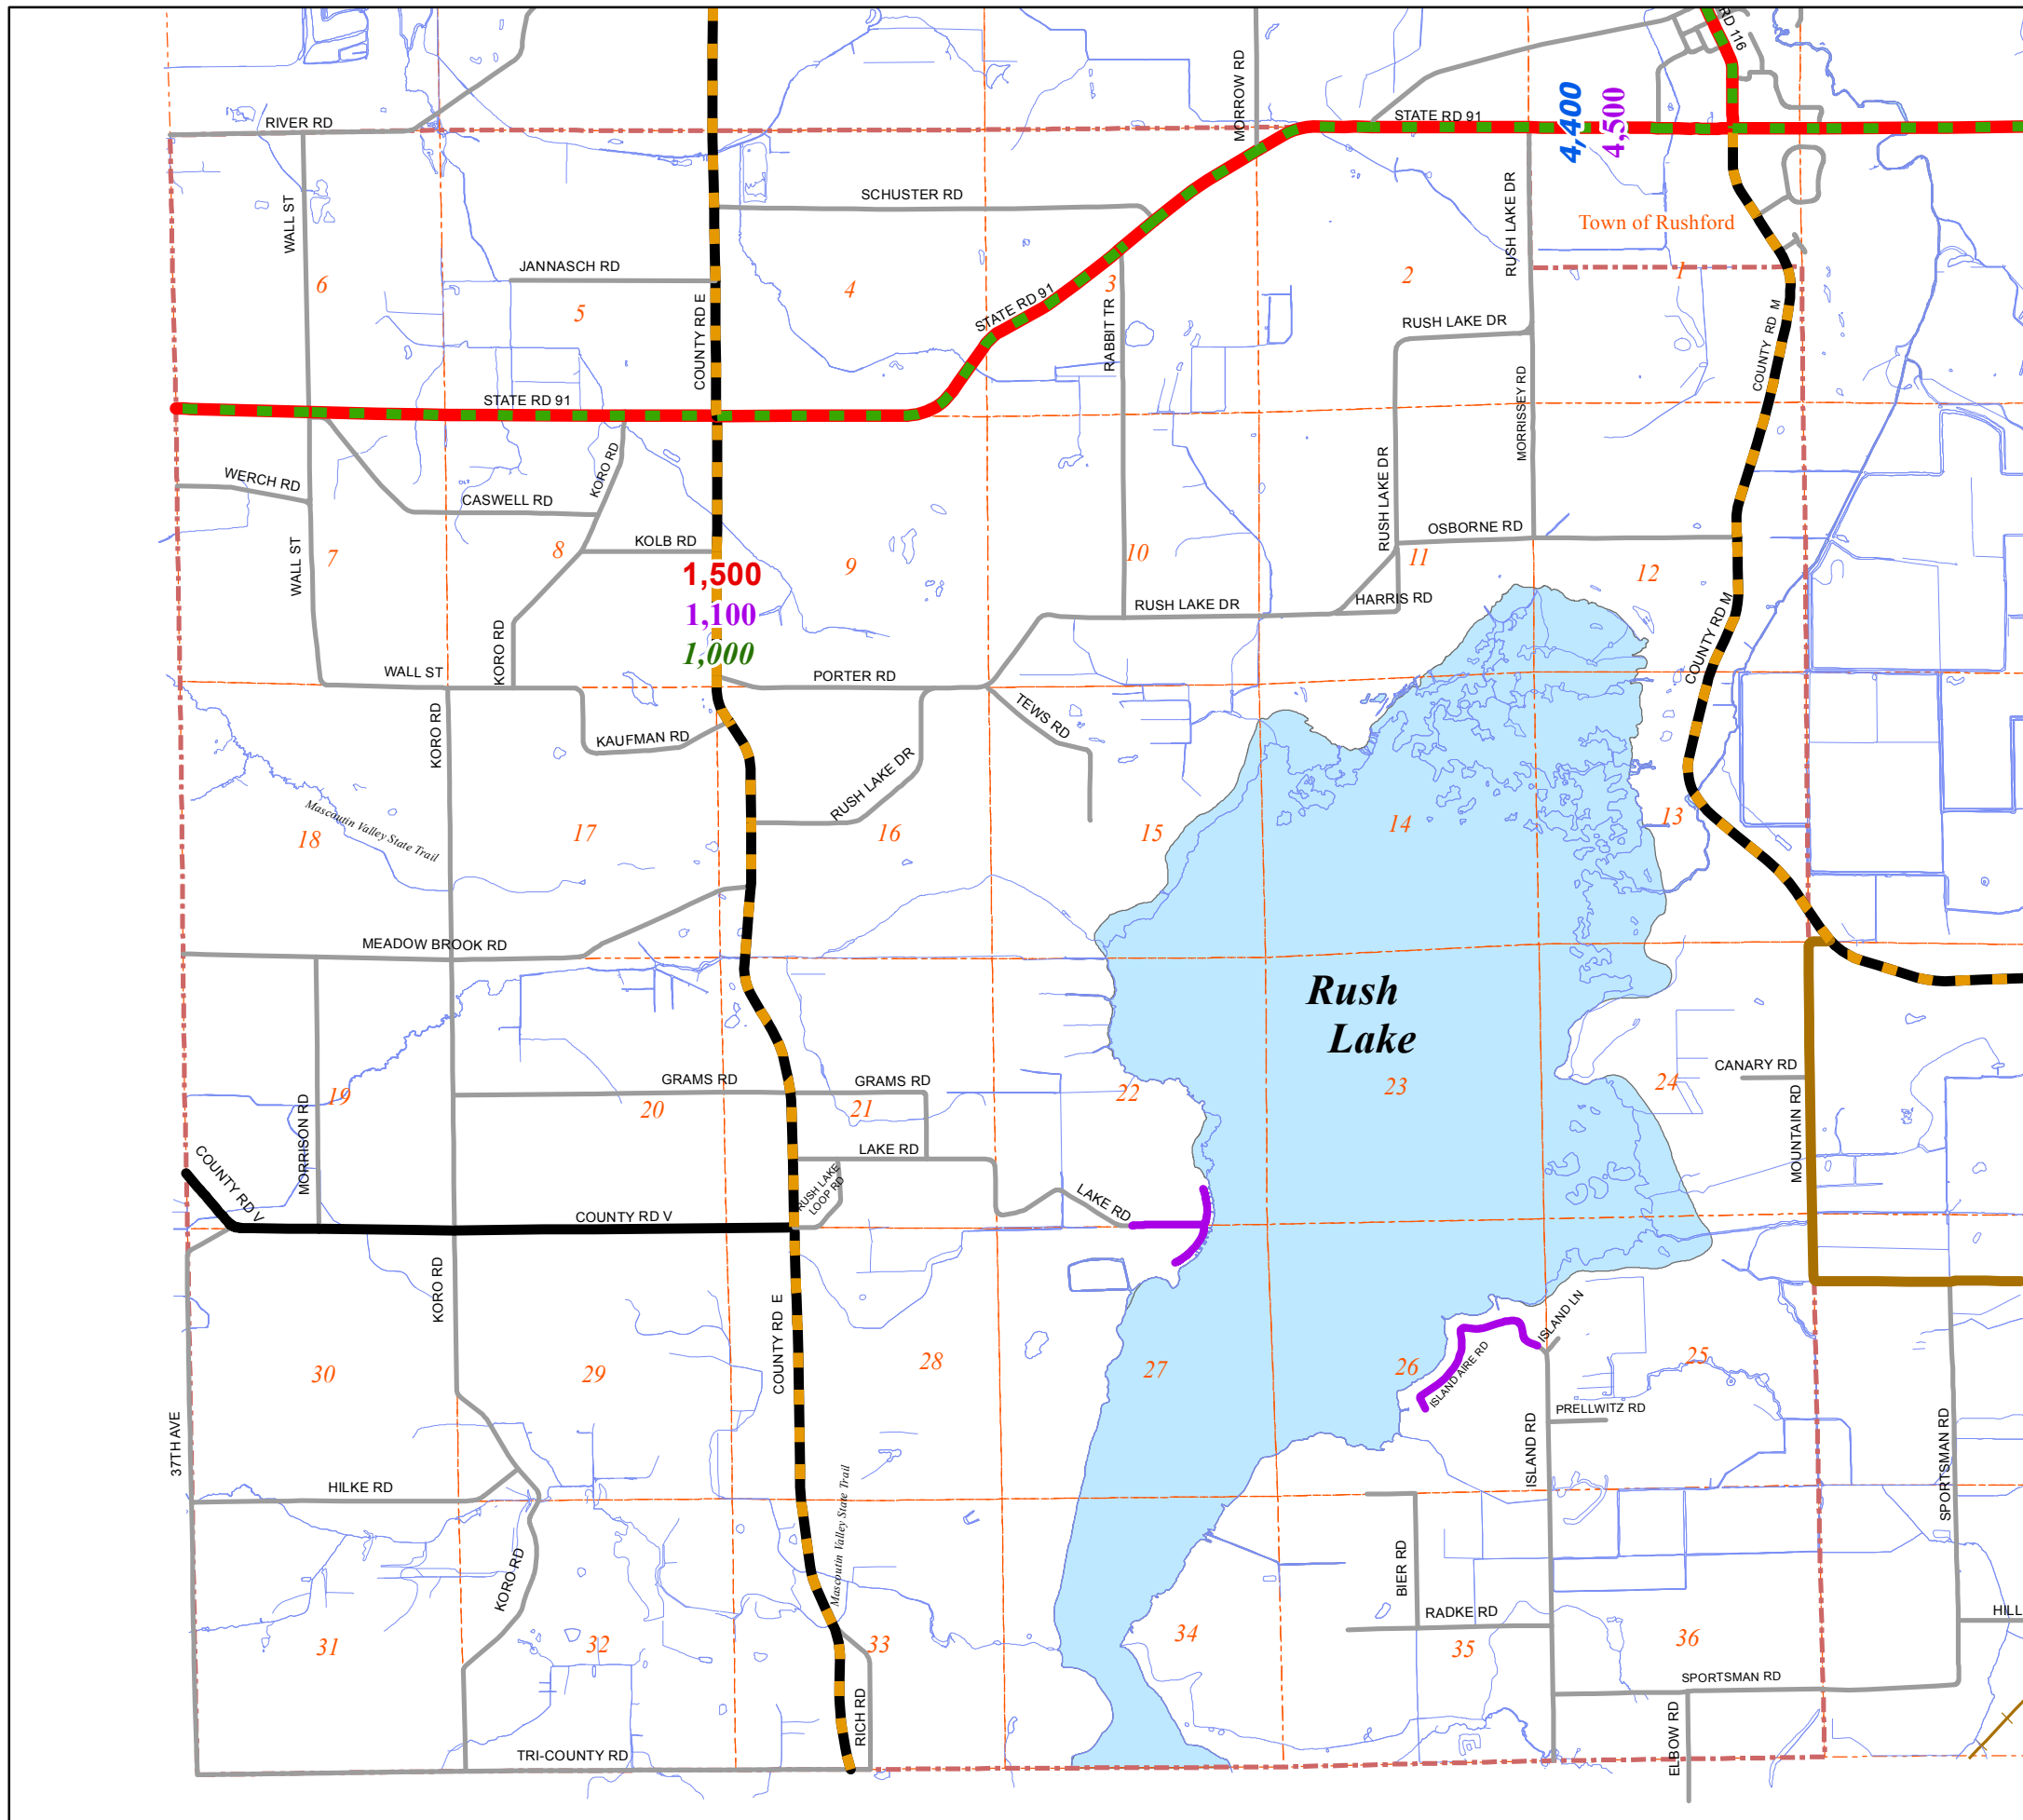 RD 116
MORROW RD
STATE RD 91
4,400
4,500
RIVER RD
WALL ST
SCHUSTER RD
RUSH LAKE DR
Town of Rushford
JANNASCH RD
6
5
4
3
2
1
COUNTY RD E
STATE RD 91
RABBIT TR
RUSH LAKE DR
COUNTY RD M
MORRISSEY RD
STATE RD 91
WERCH RD
CASWELL RD
KORO RD
RUSH LAKE DR
OSBORNE RD
WALL ST
7
8
KOLB RD
9
10
11
12
1,500
1,100
1,000
RUSH LAKE DR
HARRIS RD
COUNTY RD M
KORO RD
WALL ST
PORTER RD
TEWS RD
KORO RD
KAUFMAN RD
RUSH LAKE DR
Mascoutin Valley State Trail
18
17
16
15
14
13
MEADOW BROOK RD
Rush
Lake
CANARY RD
MOUNTAIN RD
GRAMS RD
GRAMS RD
19
20
21
22
23
24
MORRISON RD
LAKE RD
RUSH LAKE
LOOP RD
LAKE RD
COUNTY RD V
COUNTY RD V
KORO RD
COUNTY RD E
ISLAND LN
ISLAND AIRE RD
30
29
28
27
26
25
37TH AVE
PRELLWITZ RD
ISLAND RD
SPORTSMAN RD
HILKE RD
Mascoutin Valley State Trail
KORO RD
BIER RD
RADKE RD
HILL
31
32
33
34
35
36
SPORTSMAN RD
RICH RD
ELBOW RD
TRI-COUNTY RD